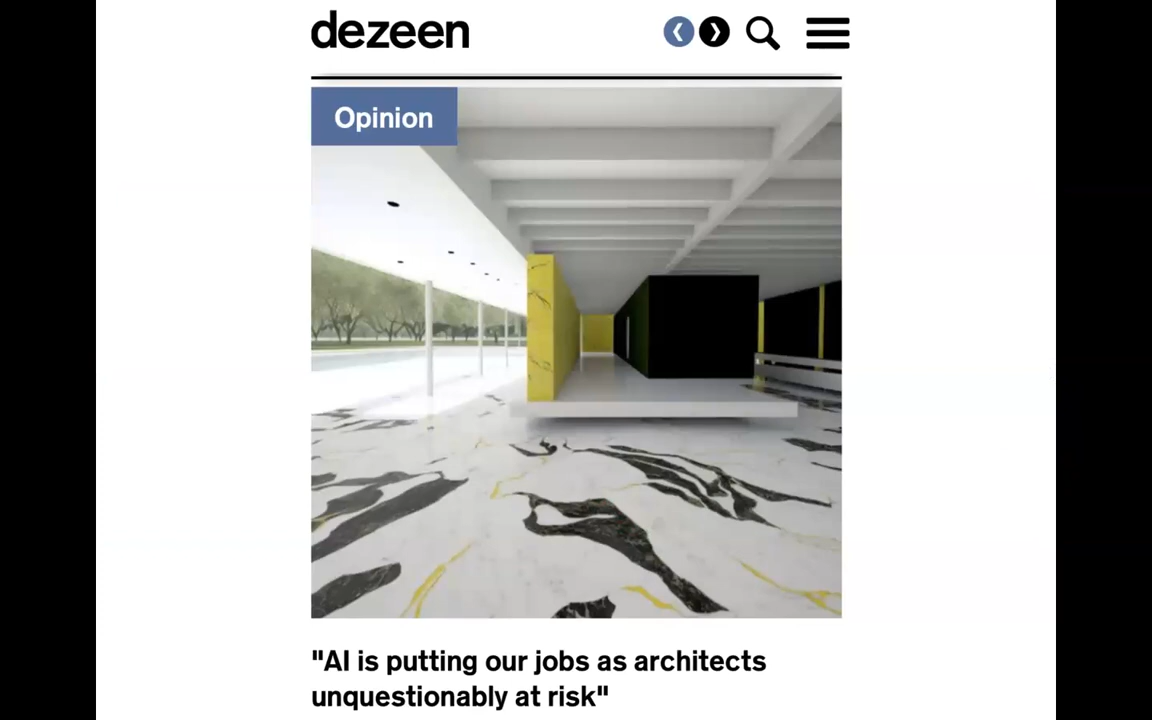 dezeen
Opinion
"AI is putting our jobs as architects
unquestionably at risk"